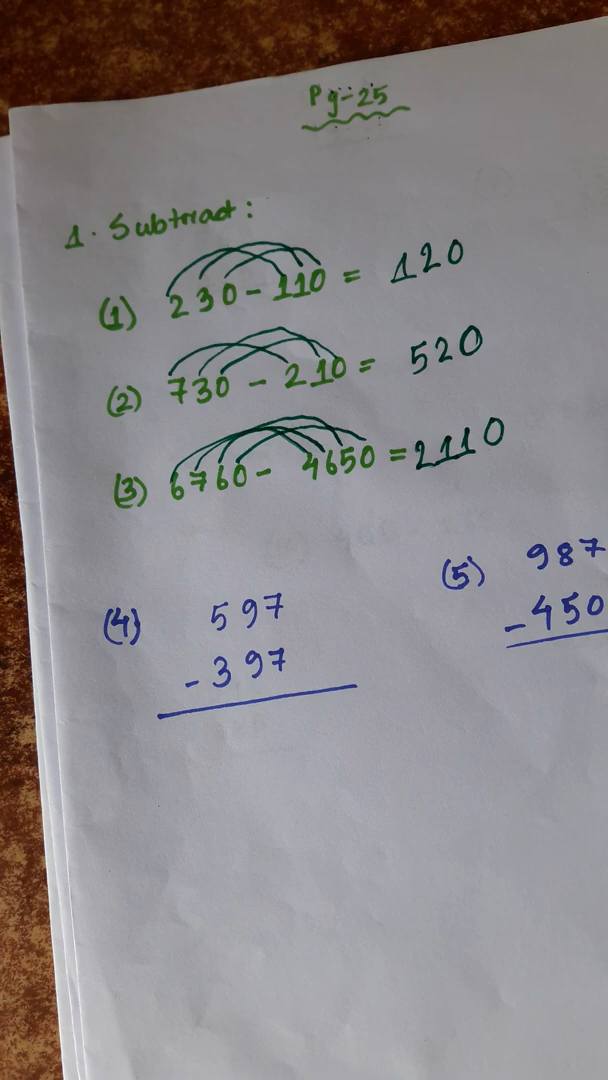 Pg-25
1. Subtract:
(1) 230 - 110 = 120
(2) 730 - 210 = 520
(3) 6760 - 4650 = 2110
(4) 597
- 397
(5) 987
- 450